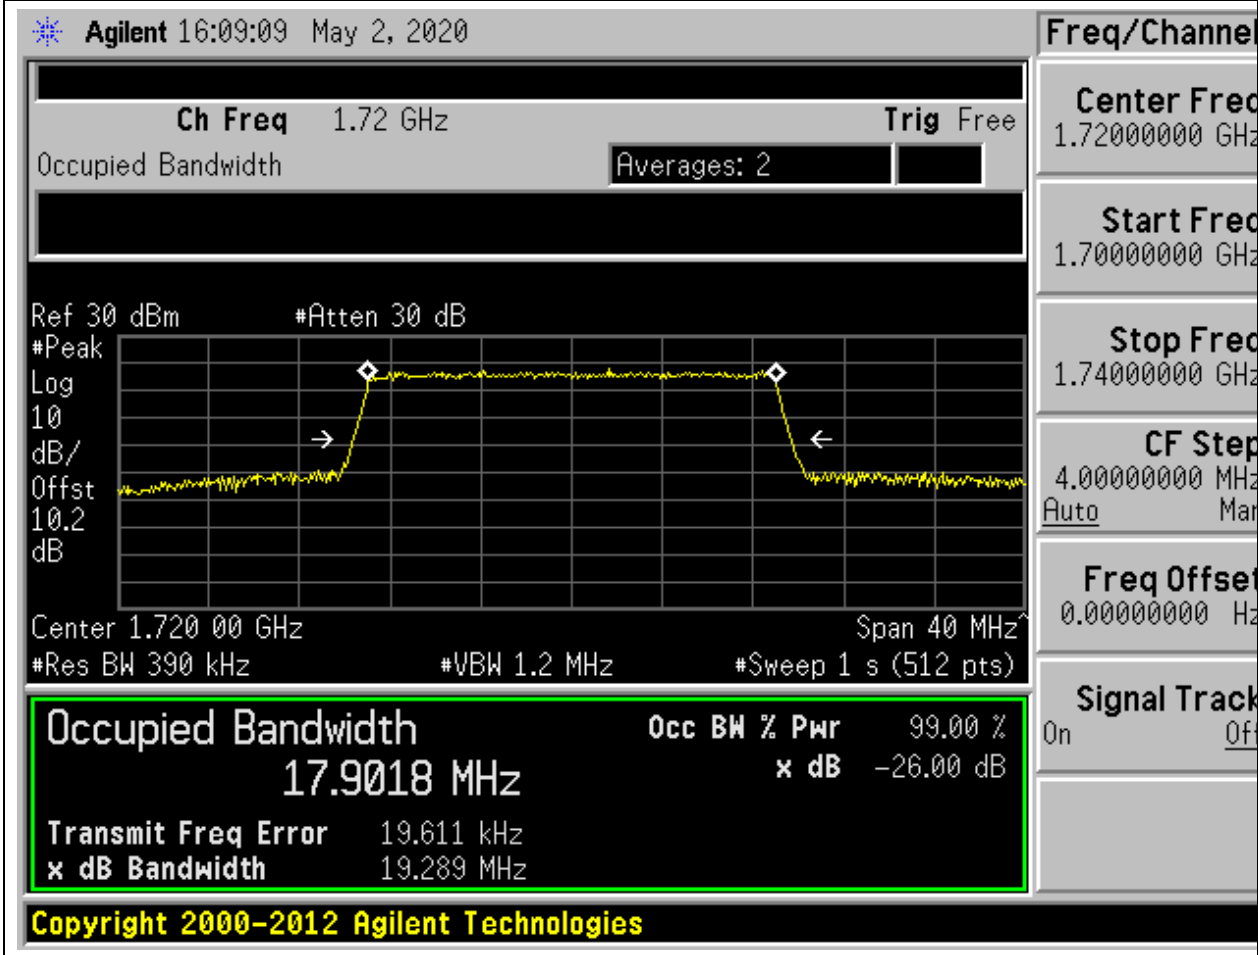 Agilent 16:09:09 May 2, 2020
Ch Freq 1.72 GHz Trig Free
Occupied Bandwidth Averages: 2
Ref 30 dBm #Atten 30 dB
#Peak
Log
10
dB/
Offst
10.2
dB
Center 1.720 00 GHz Span 40 MHz^
#Res BW 390 kHz #VBW 1.2 MHz #Sweep 1 s (512 pts)
Occupied Bandwidth
17.9018 MHz
Occ BW % Pwr 99.00 %
x dB -26.00 dB
Transmit Freq Error 19.611 kHz
x dB Bandwidth 19.289 MHz
Copyright 2000-2012 Agilent Technologies
Freq/Channel
Center Freq
1.72000000 GHz
Start Freq
1.70000000 GHz
Stop Freq
1.74000000 GHz
CF Step
4.00000000 MHz
Auto Man
Freq Offset
0.00000000 Hz
Signal Track
On Off